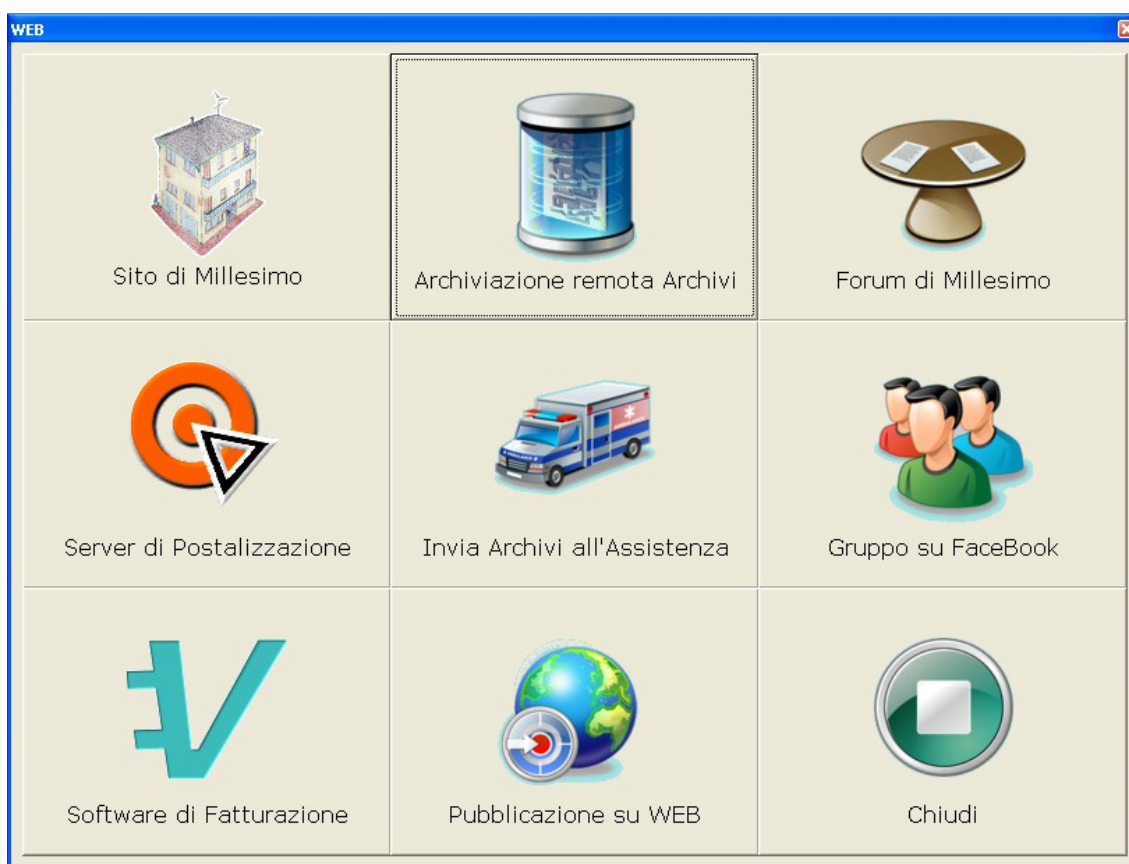 WEB
Sito di Millesimo
Archiviazione remota Archivi
Forum di Millesimo
Server di Postalizzazione
Invia Archivi all'Assistenza
Gruppo su FaceBook
Software di Fatturazione
Pubblicazione su WEB
Chiudi